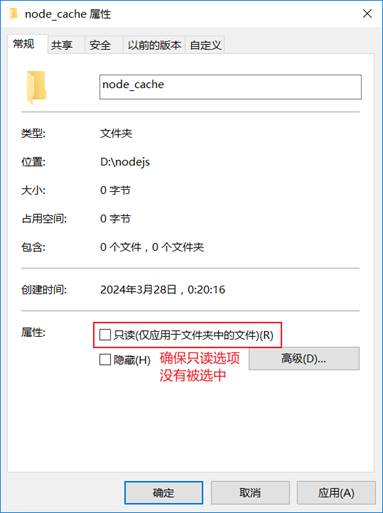 node_cache 属性
常规 共享 安全 以前的版本 自定义
node_cache
类型: 文件夹
位置: D:\nodejs
大小: 0 字节
占用空间: 0 字节
包含: 0 个文件，0 个文件夹
创建时间: 2024年3月28日，0:20:16
属性: 只读(仅应用于文件夹中的文件)(R)
隐藏(H) 确保只读选项 高级(D)...
没有被选中
确定 取消 应用(A)